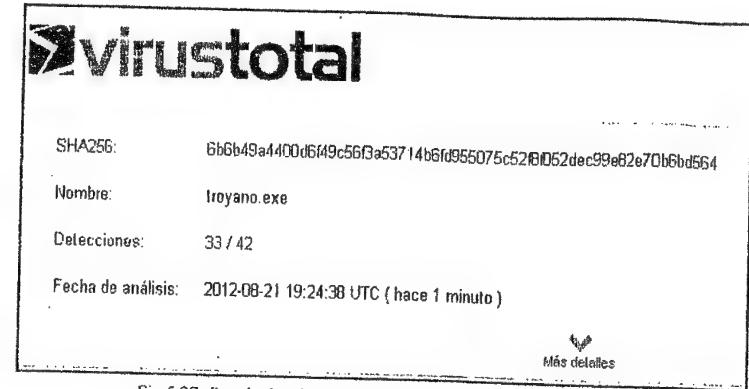 virustotal
SHA256: 6b6b49a4400d6f49c56f3a53714b6fd955075c52f8f052dec99e82e70b6bd564
Nombre: troyano.exe
Detecciones: 33 / 42
Fecha de análisis: 2012-08-21 19:24:38 UTC ( hace 1 minuto )
Más detalles